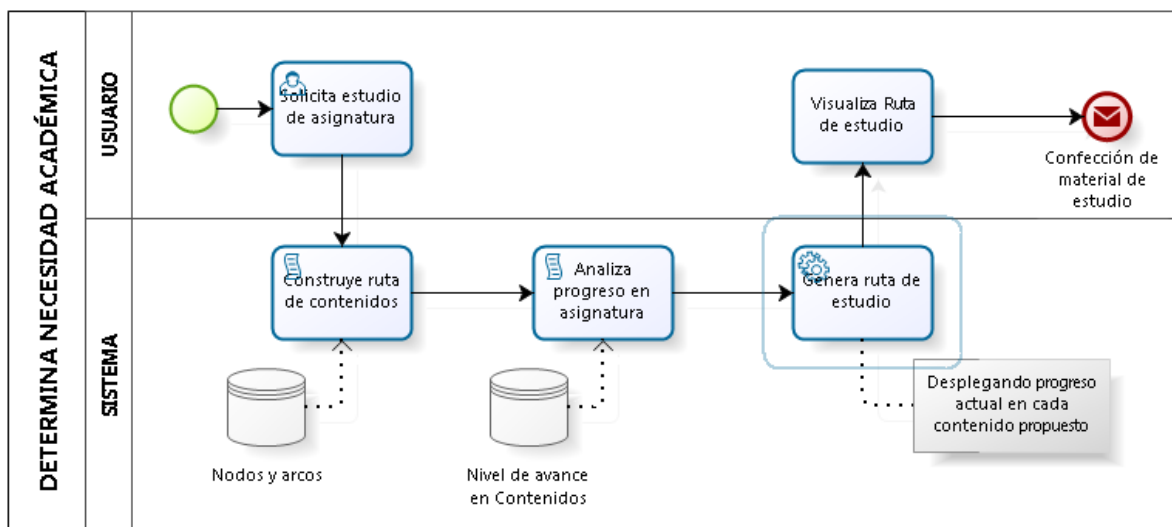 DETERMINA NECESIDAD ACADÉMICA
USUARIO
Solicita estudio
de asignatura
Visualiza Ruta
de estudio
Confección de
material de
estudio
SISTEMA
Construye ruta
de contenidos
Analiza
progreso en
asignatura
Genera ruta de
estudio
Nodos y arcos
Nivel de avance
en Contenidos
Desplegando progreso
actual en cada
contenido propuesto